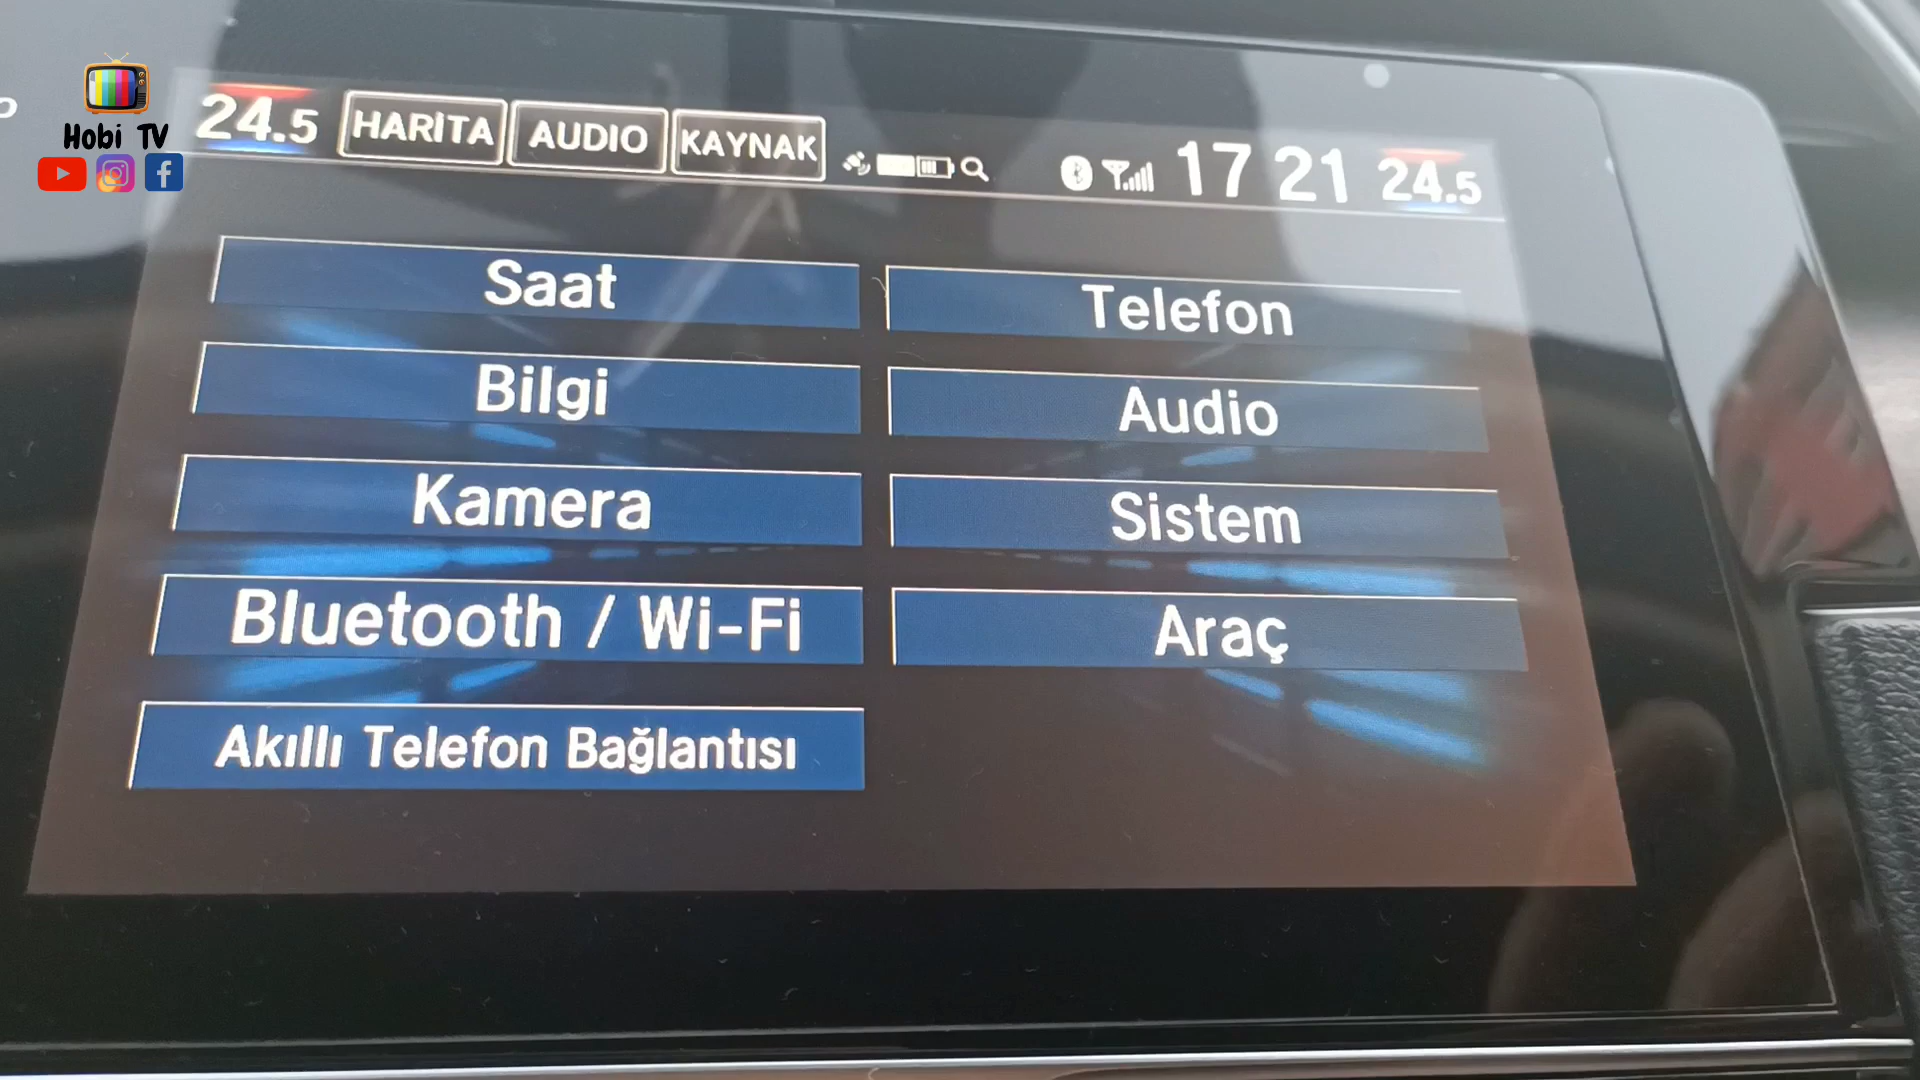 Hobi TV
24.5 HARİTA AUDIO KAYNAK 17 21 24.5
Saat
Telefon
Bilgi
Audio
Kamera
Sistem
Bluetooth / Wi-Fi
Araç
Akıllı Telefon Bağlantısı